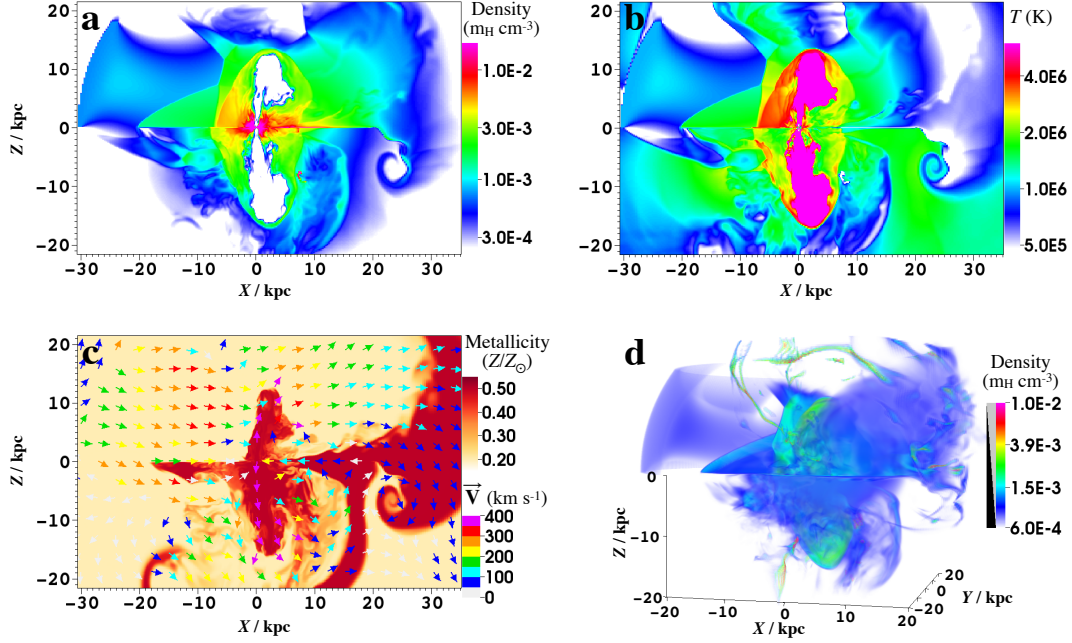 a
Density
(mH cm-3)
1.0E-2
3.0E-3
1.0E-3
3.0E-4
20
10
0
−10
−20
Z / kpc
−30 −20 −10 0 10 20 30
X / kpc
b
T (K)
4.0E6
2.0E6
1.0E6
5.0E5
20
10
0
−10
−20
Z / kpc
−30 −20 −10 0 10 20 30
X / kpc
c
Metallicity
(Z/Z⊙)
0.50
0.40
0.30
0.20
V (km s-1)
400
300
200
100
0
20
10
0
−10
−20
Z / kpc
−30 −20 −10 0 10 20 30
X / kpc
d
Density
(mH cm-3)
1.0E-2
3.9E-3
1.5E-3
6.0E-4
0
−10
−20
Z / kpc
−20 −10 0 10 20
X / kpc
20
0
−20
Y / kpc